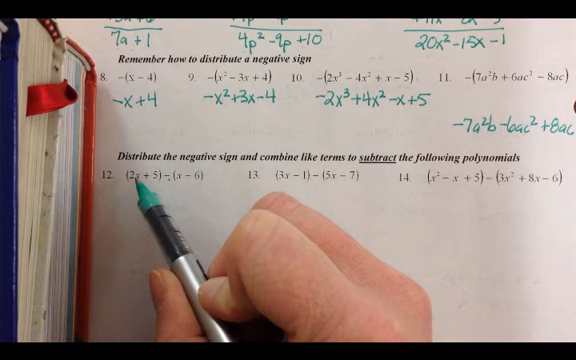 7a + 1
4p² - 9p + 10
20x² - 15x - 1
Remember how to distribute a negative sign
8. -(x - 4)
9. -(x² - 3x + 4)
10. -(2x³ - 4x² + x - 5)
11. -(7a²b + 6ac² - 8ac)
-x + 4
-x² + 3x - 4
-2x³ + 4x² - x + 5
-7a²b - 6ac² + 8ac
Distribute the negative sign and combine like terms to subtract the following polynomials
12. (2x + 5) - (x - 6)
13. (3x - 1) - (5x - 7)
14. (x² - x + 5) - (3x² + 8x - 6)